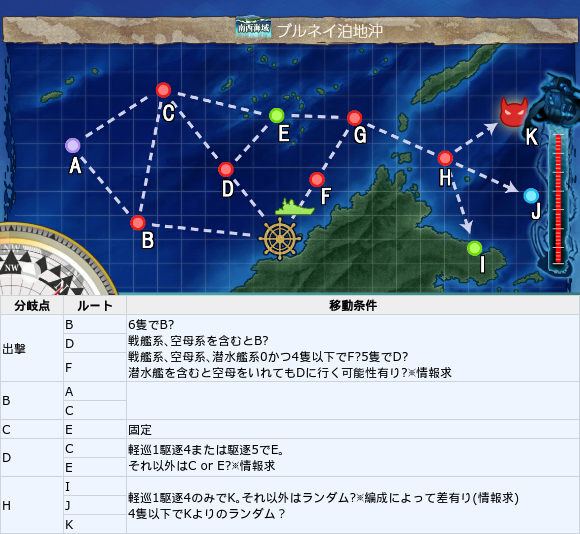 南西海域 ブルネイ泊地沖
C
E
G
K
A
H
D
F
J
B
I
NW
分岐点 ルート 移動条件
出撃
B 6隻でB?
D 戦艦系、空母系を含むとB?
F 戦艦系、空母系、潜水艦系0かつ4隻以下でF?5隻でD?
潜水艦を含むと空母をいれてもDに行く可能性有り?※情報求
B
A
C
C E 固定
D
C 軽巡1駆逐4または駆逐5でE。
E それ以外はC or E?※情報求
H
I
J 軽巡1駆逐4のみでK。それ以外はランダム?※編成によって差有り(情報求)
K 4隻以下でKよりのランダム？